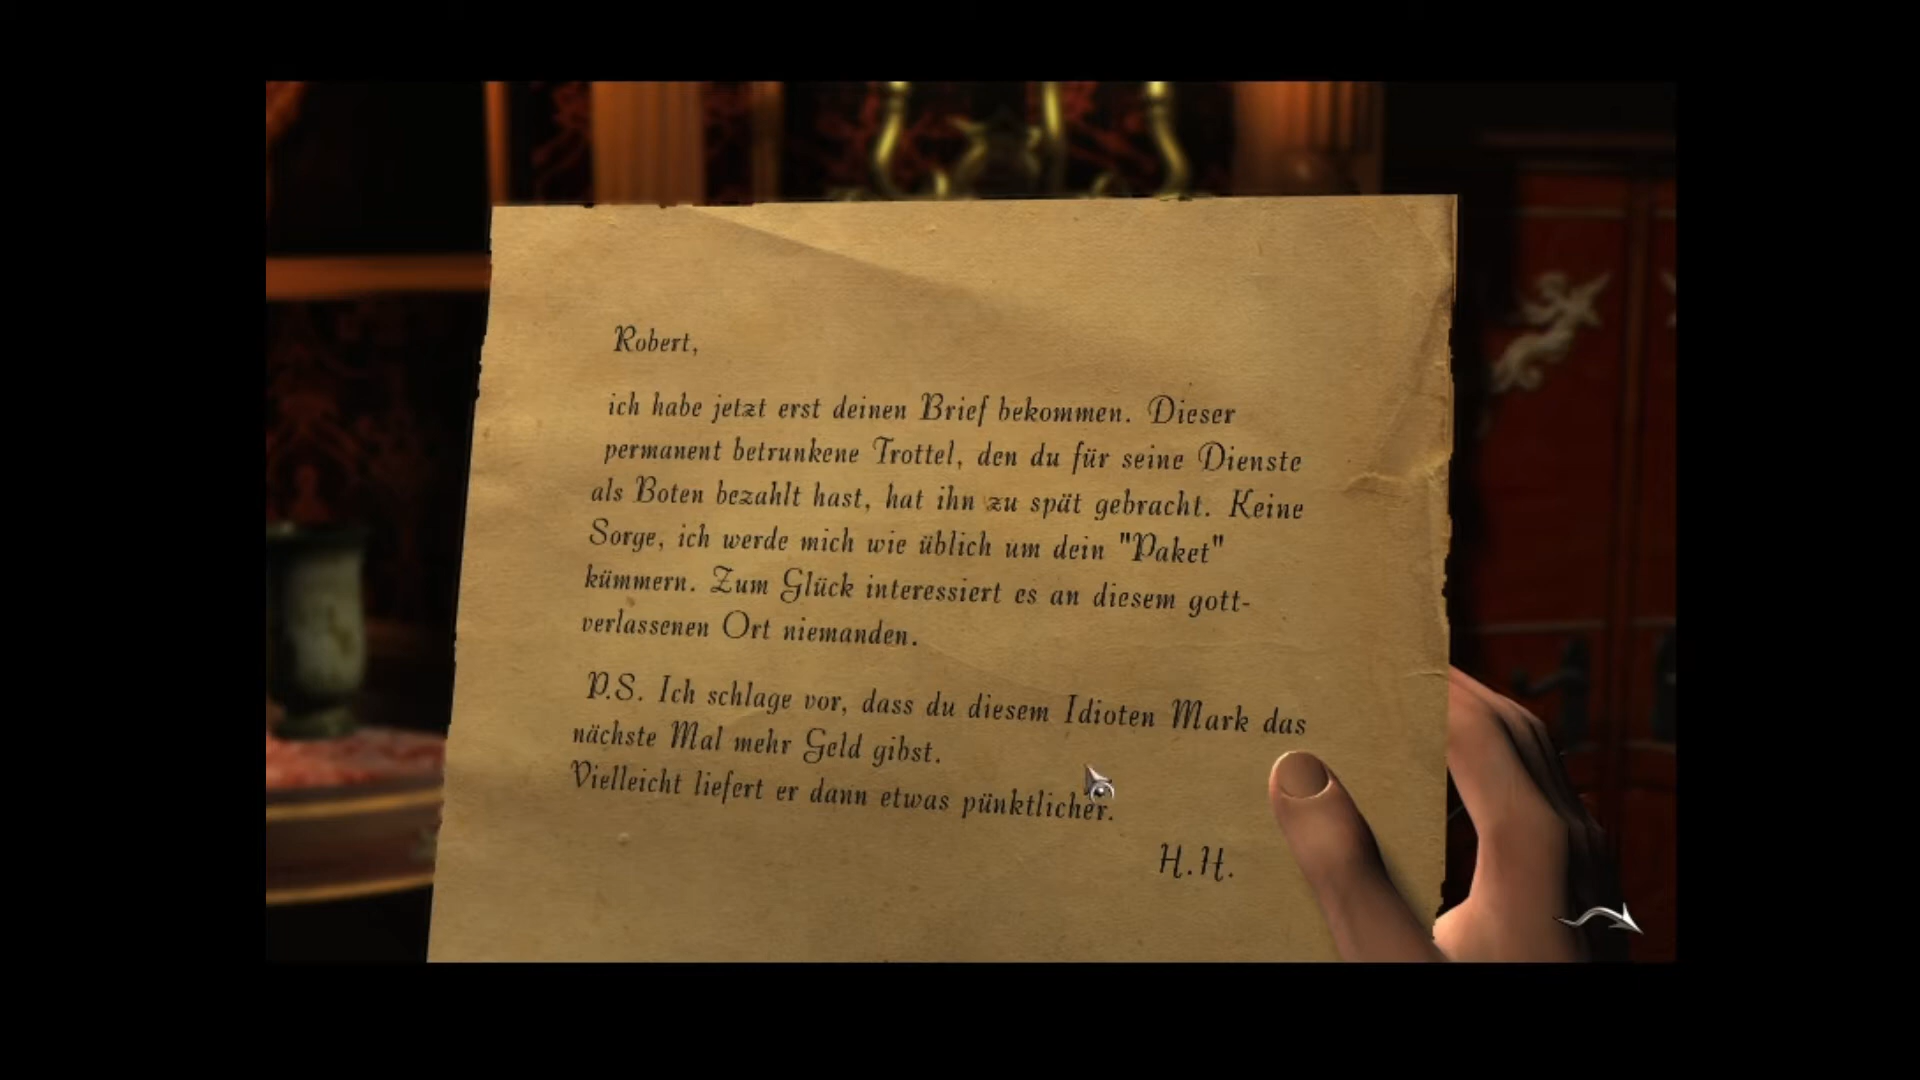 Robert,
ich habe jetzt erst deinen Brief bekommen. Dieser
permanent betrunkene Trottel, den du für seine Dienste
als Boten bezahlt hast, hat ihn zu spät gebracht. Keine
Sorge, ich werde mich wie üblich um dein "Paket"
kümmern. Zum Glück interessiert es an diesem gott-
verlassenen Ort niemanden.
P.S. Ich schlage vor, dass du diesem Idioten Mark das
nächste Mal mehr Geld gibst.
Vielleicht liefert er dann etwas pünktlicher.
H.H.